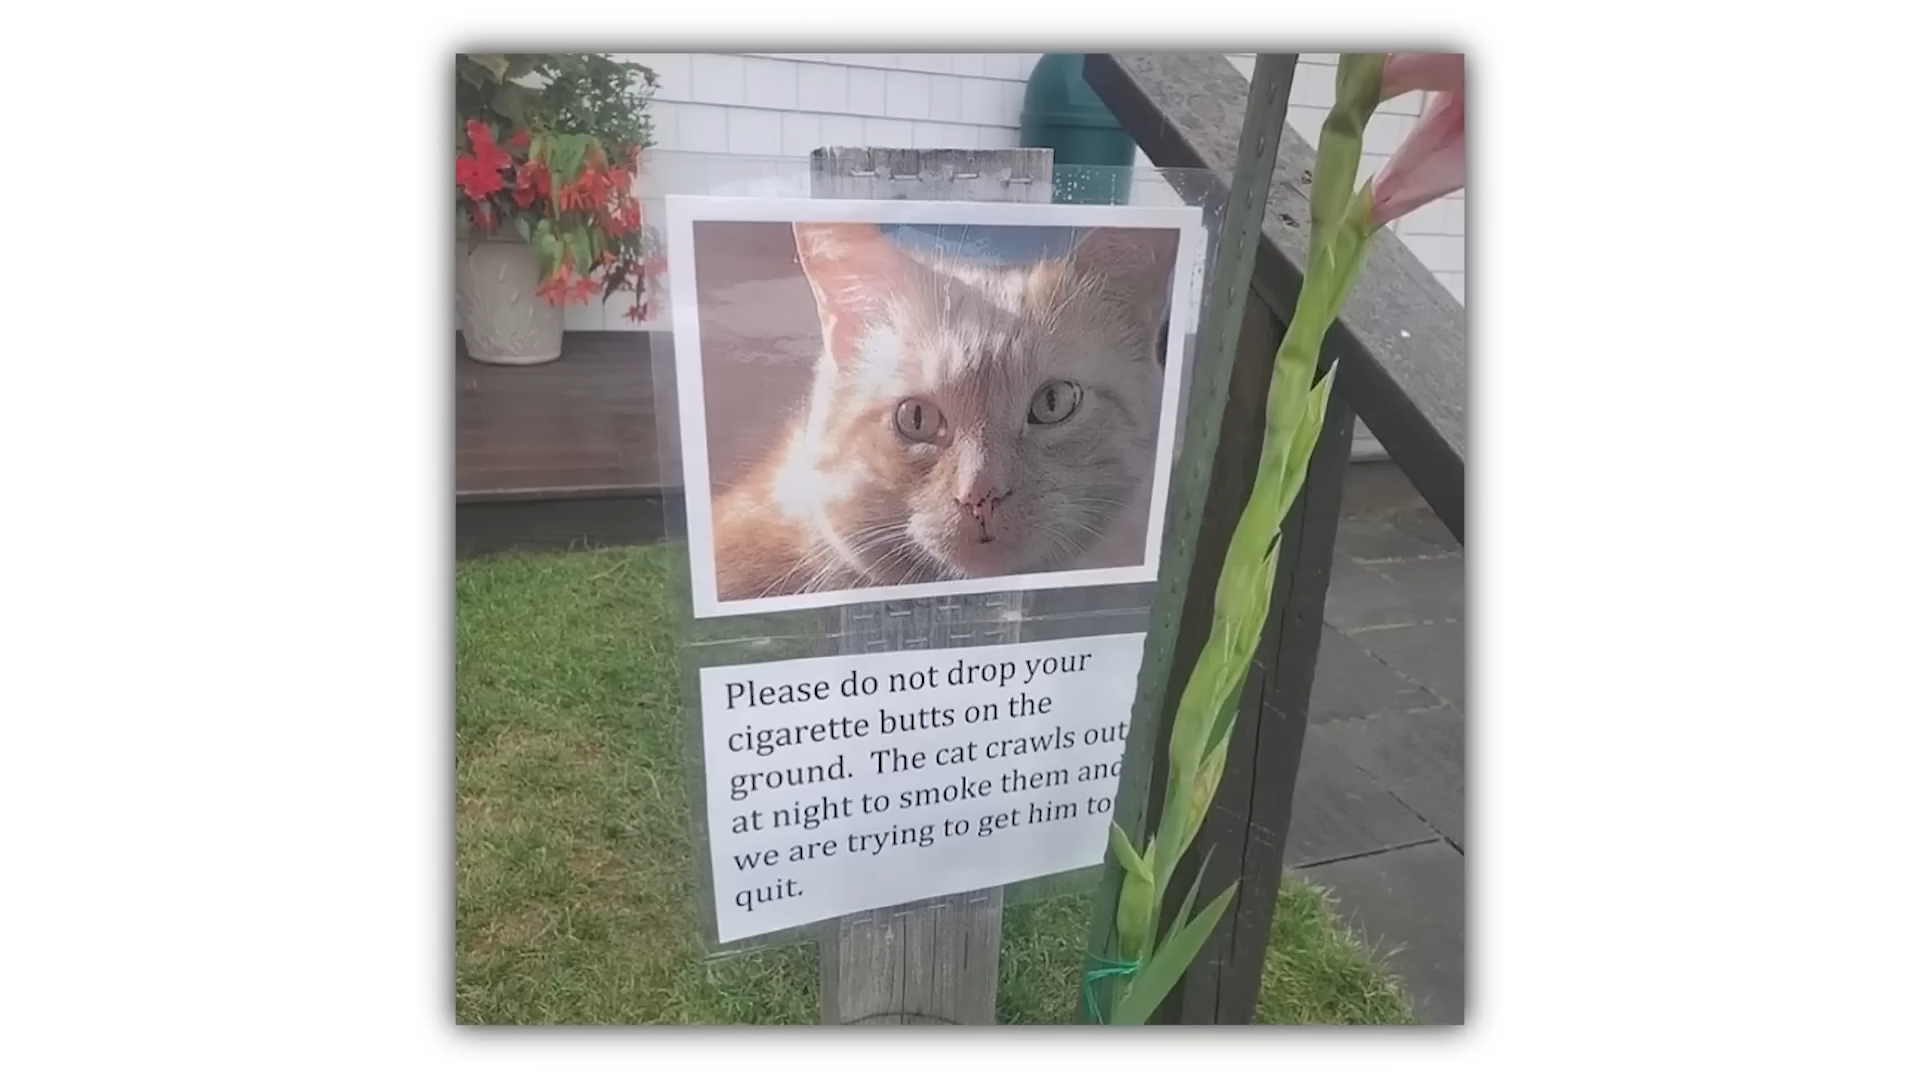 Please do not drop your
cigarette butts on the
ground. The cat crawls out
at night to smoke them and
we are trying to get him to
quit.